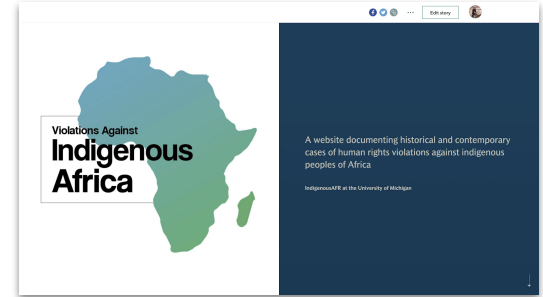 Edit story
Violations Against
Indigenous
Africa
A website documenting historical and contemporary
cases of human rights violations against indigenous
peoples of Africa
IndigenousAFR at the University of Michigan